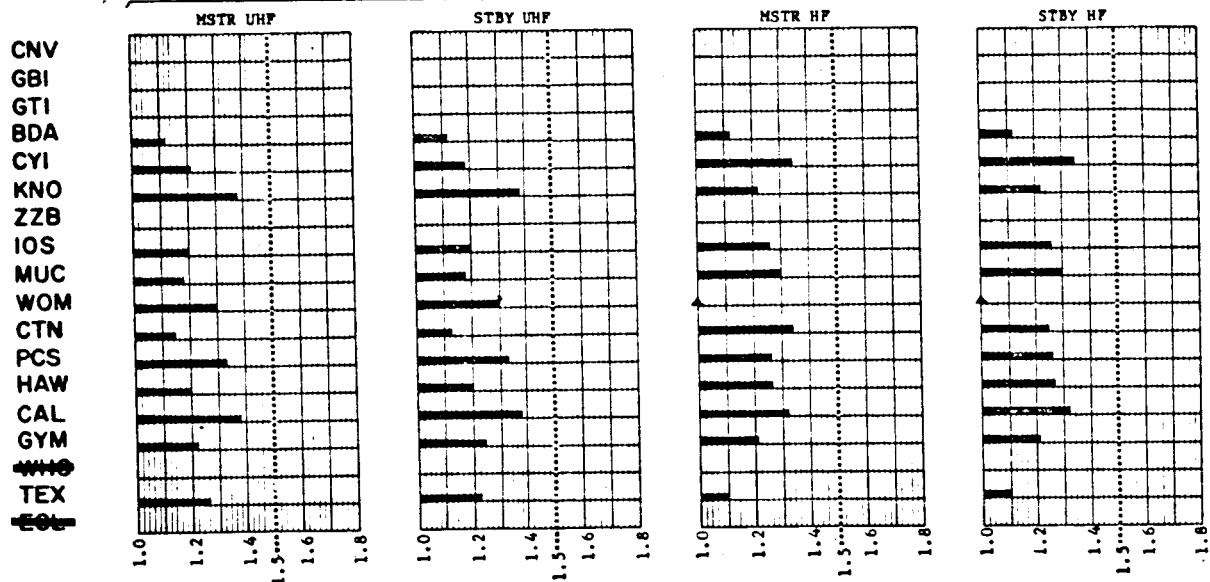 MSTR UHF STBY UHF MSTR HF STBY HF
CNV
GBI
GTI
BDA
CYI
KNO
ZZB
IOS
MUC
WOM
CTN
PCS
HAW
CAL
GYM
WHO
TEX
EGL
1.0 1.2 1.4 1.5 1.6 1.8 1.0 1.2 1.4 1.5 1.6 1.8 1.0 1.2 1.4 1.5 1.6 1.8 1.0 1.2 1.4 1.5 1.6 1.8